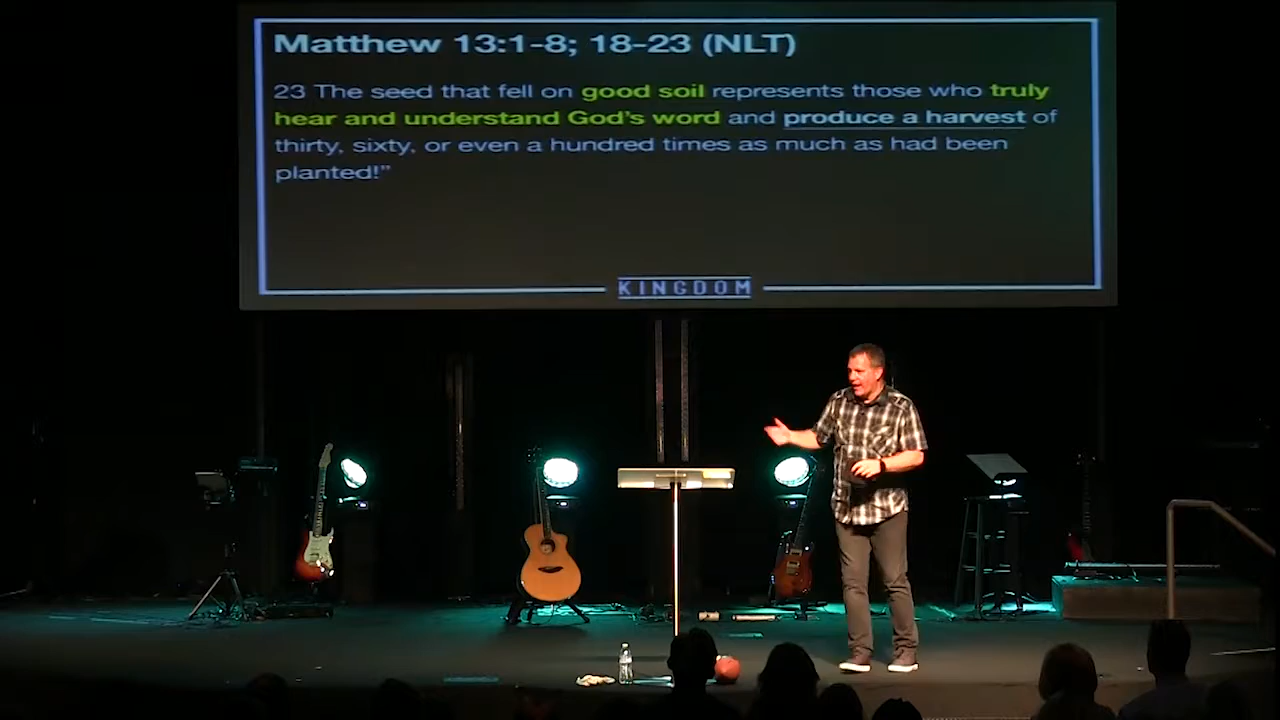 Matthew 13:1-8; 18-23 (NLT)
23 The seed that fell on good soil represents those who truly
hear and understand God's word and produce a harvest of
thirty, sixty, or even a hundred times as much as had been
planted!”
KINGDOM